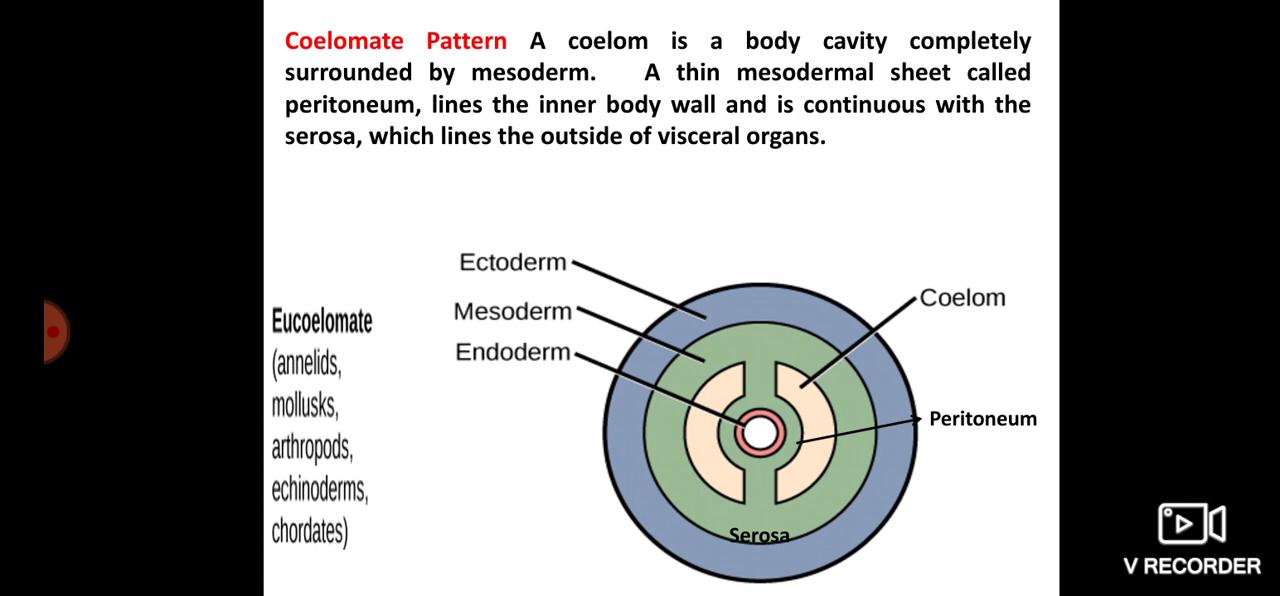 Coelomate Pattern A coelom is a body cavity completely
surrounded by mesoderm. A thin mesodermal sheet called
peritoneum, lines the inner body wall and is continuous with the
serosa, which lines the outside of visceral organs.
Ectoderm
Mesoderm
Endoderm
Coelom
Peritoneum
Serosa
Eucoelomate
(annelids,
mollusks,
arthropods,
echinoderms,
chordates)
V RECORDER